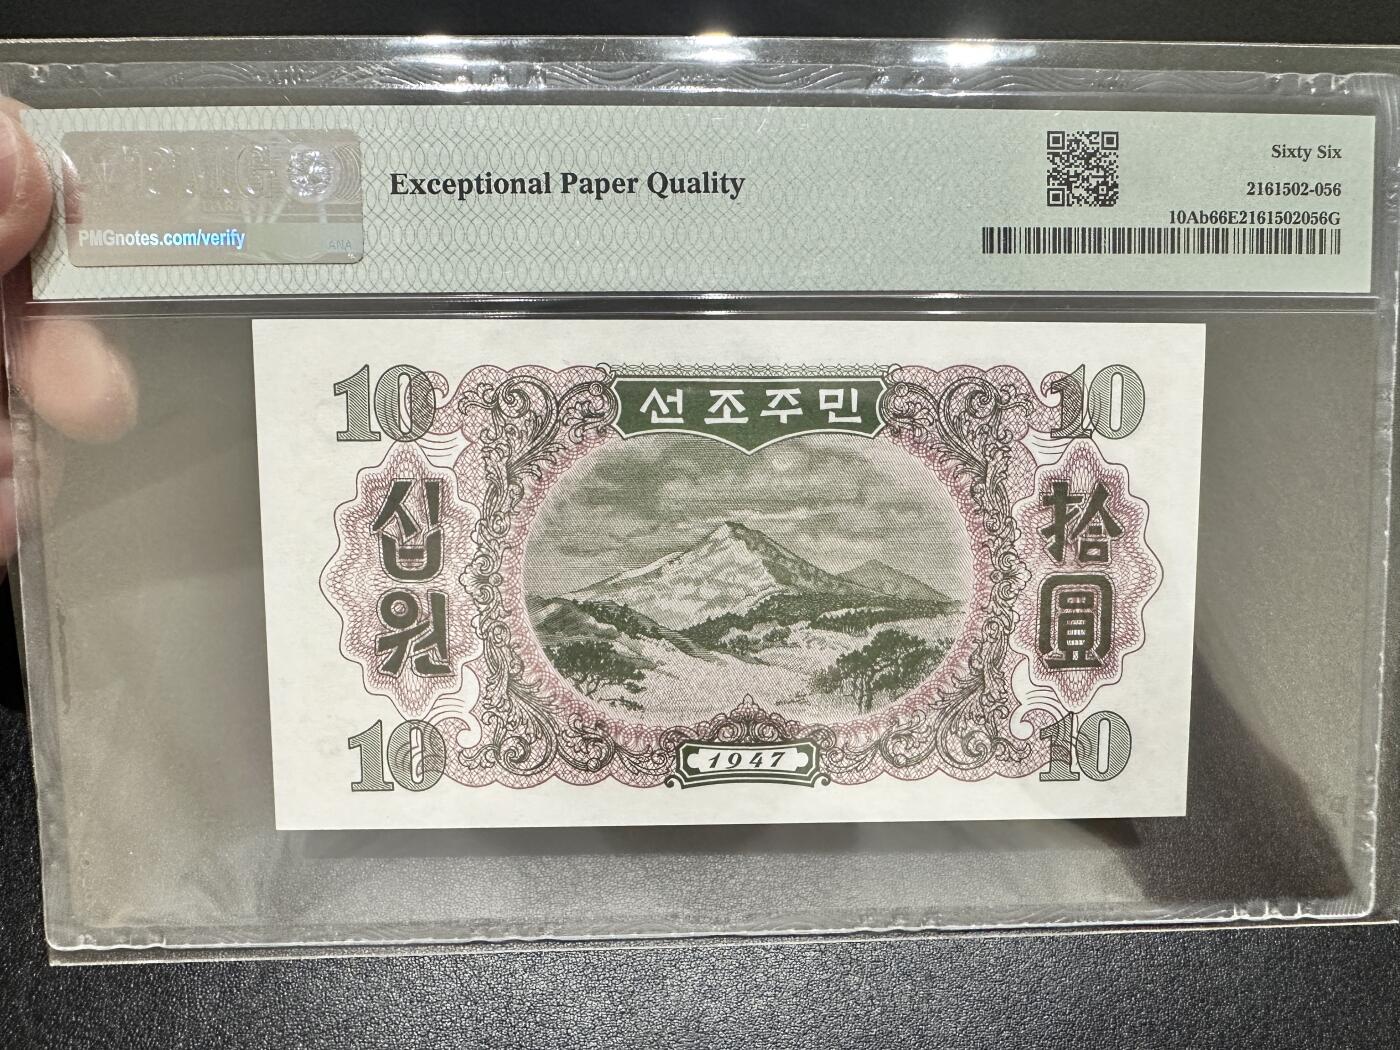 Exceptional Paper Quality
PMGnotes.com/verify
Sixty Six
2161502-056
10Ab66E2161502056G
10
선조주민
10
십원
拾圓
10
1947
10